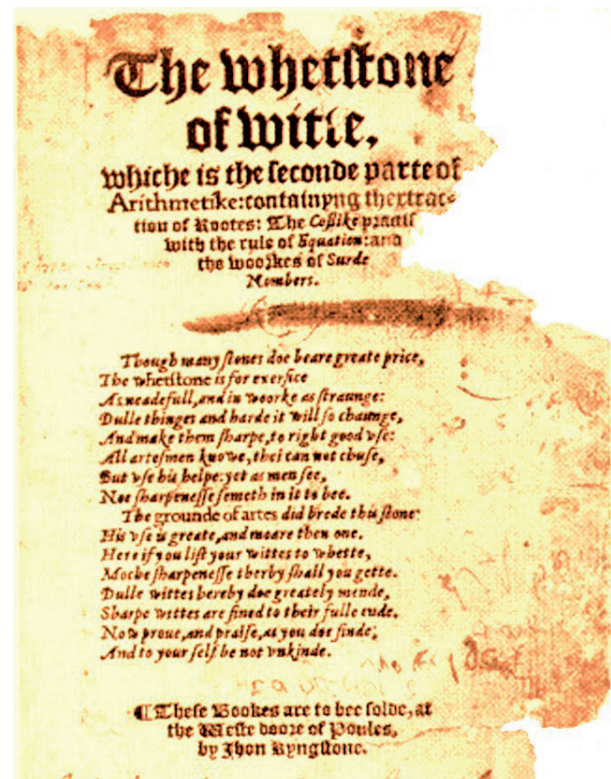 The whetstone
of witte,
whiche is the seconde parte of
Arithmetike: containyng thextrac-
tion of Rootes: The Coßike practise
with the rule of Equation: and
the woorkes of Surde
Nombers.
Though many stones doe beare greate price,
The whetstone is for exersice
As neadefull, and in woorke as straunge:
Dulle thinges and harde it will so chaunge,
And make them sharpe, to right good vse:
All artesmen knowe, thei can not chuse,
But vse his helpe: yet as men see,
Noe sharpenesse semeth in it to bee.
The grounde of artes did brede this stone:
His vse is greate, and moare then one.
Here if you lift your wittes to whette,
Moche sharpenesse therby shall you gette.
Dulle wittes hereby doe greately mende,
Sharpe wittes are fined to their fulle ende.
Now proue, and praise, as you doe finde,
And to your self be not vnkinde.
¶ These Bookes are to bee solde, at
the Weste doore of Poules,
by Jhon Kyngstone.